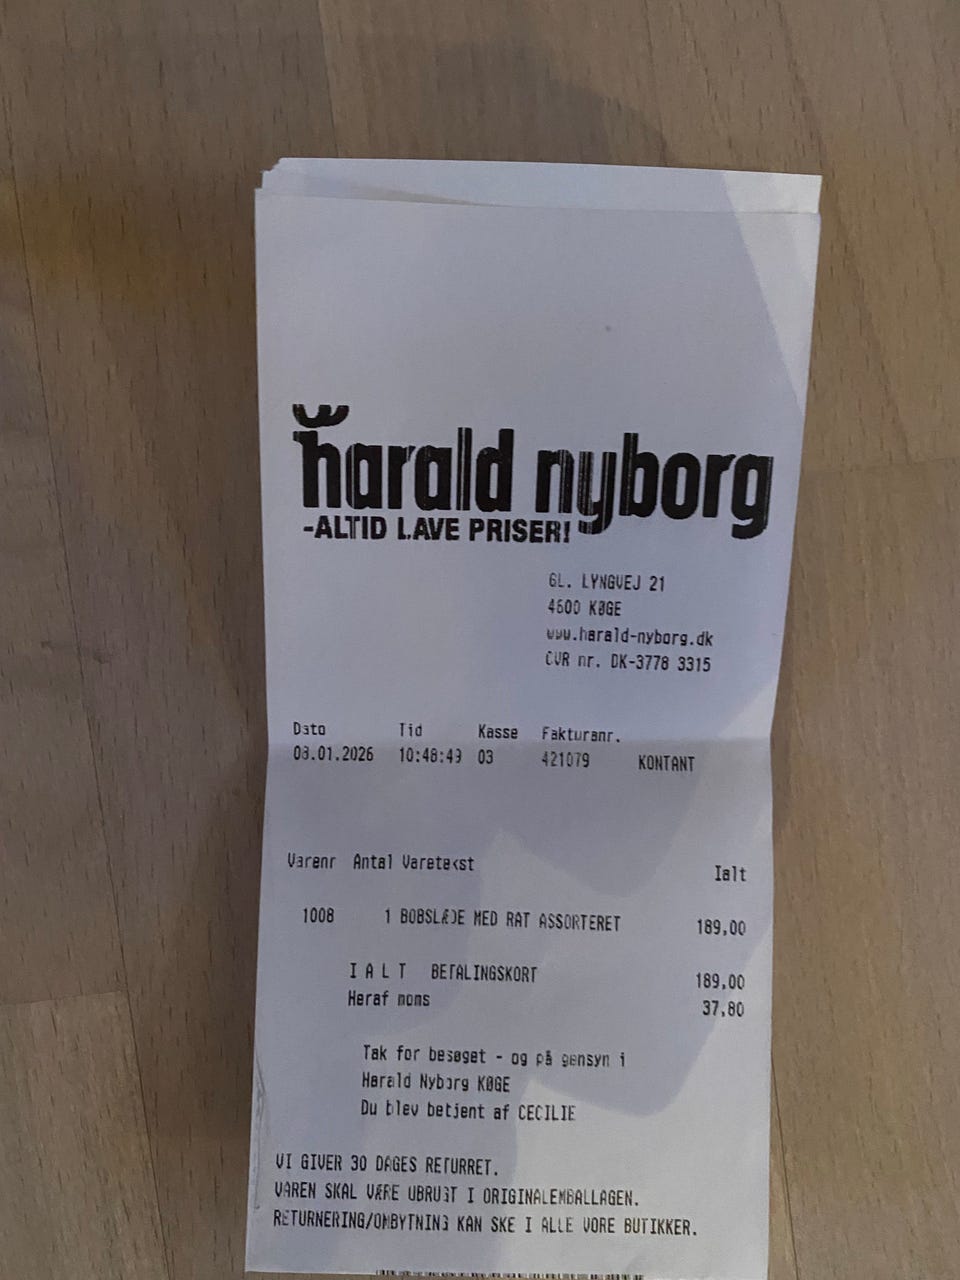 harald nyborg
-ALTID LAVE PRISER!
GL. LYNGVEJ 21
4600 KØGE
www.harald-nyborg.dk
CVR nr. DK-3778 3315
Dato Tid Kasse Fakturanr.
08.01.2026 10:48:49 03 421079 KONTANT
Varenr Antal Varetekst Ialt
1008 1 BOBSLÆDE MED RAT ASSORTERET 189,00
I A L T BETALINGSKORT 189,00
Heraf moms 37,80
Tak for besøget - og på gensyn i
Harald Nyborg KØGE
Du blev betjent af CECILIE
VI GIVER 30 DAGES RETURRET.
VAREN SKAL VÆRE UBRUGT I ORIGINALEMBALLAGEN.
RETURNERING/OMBYTNING KAN SKE I ALLE VORE BUTIKKER.